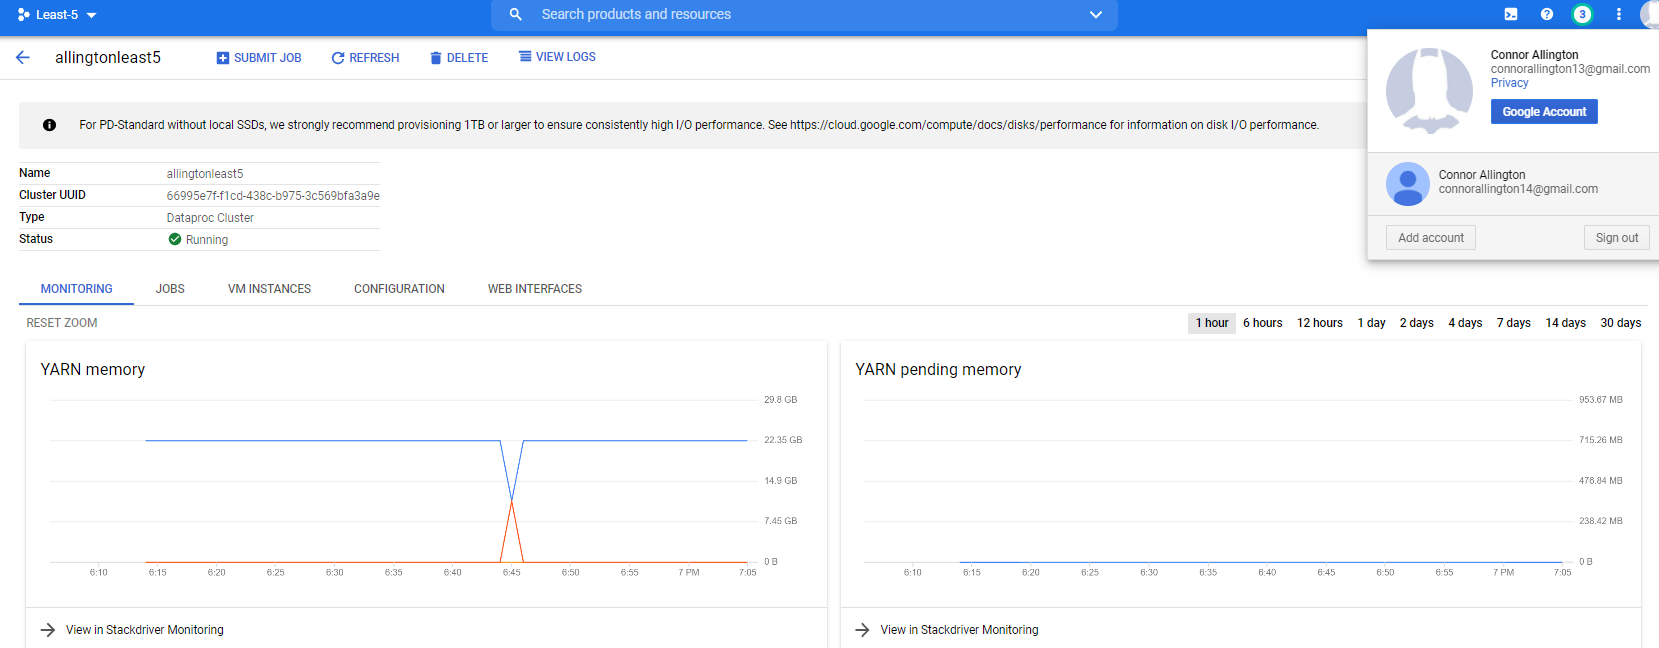 Least-5
Search products and resources
3
allingtonleast5
SUBMIT JOB
REFRESH
DELETE
VIEW LOGS
Connor Allington
connorallington13@gmail.com
Privacy
Google Account
Connor Allington
connorallington14@gmail.com
Add account
Sign out
For PD-Standard without local SSDs, we strongly recommend provisioning 1TB or larger to ensure consistently high I/O performance. See https://cloud.google.com/compute/docs/disks/performance for information on disk I/O performance.
Name allingtonleast5
Cluster UUID 66995e7f-f1cd-438c-b975-3c569bfa3a9e
Type Dataproc Cluster
Status Running
MONITORING JOBS VM INSTANCES CONFIGURATION WEB INTERFACES
RESET ZOOM
1 hour 6 hours 12 hours 1 day 2 days 4 days 7 days 14 days 30 days
YARN memory
29.8 GB
22.35 GB
14.9 GB
7.45 GB
0 B
6:10 6:15 6:20 6:25 6:30 6:35 6:40 6:45 6:50 6:55 7 PM 7:05
View in Stackdriver Monitoring
YARN pending memory
953.67 MB
715.26 MB
476.84 MB
238.42 MB
0 B
6:10 6:15 6:20 6:25 6:30 6:35 6:40 6:45 6:50 6:55 7 PM 7:05
View in Stackdriver Monitoring